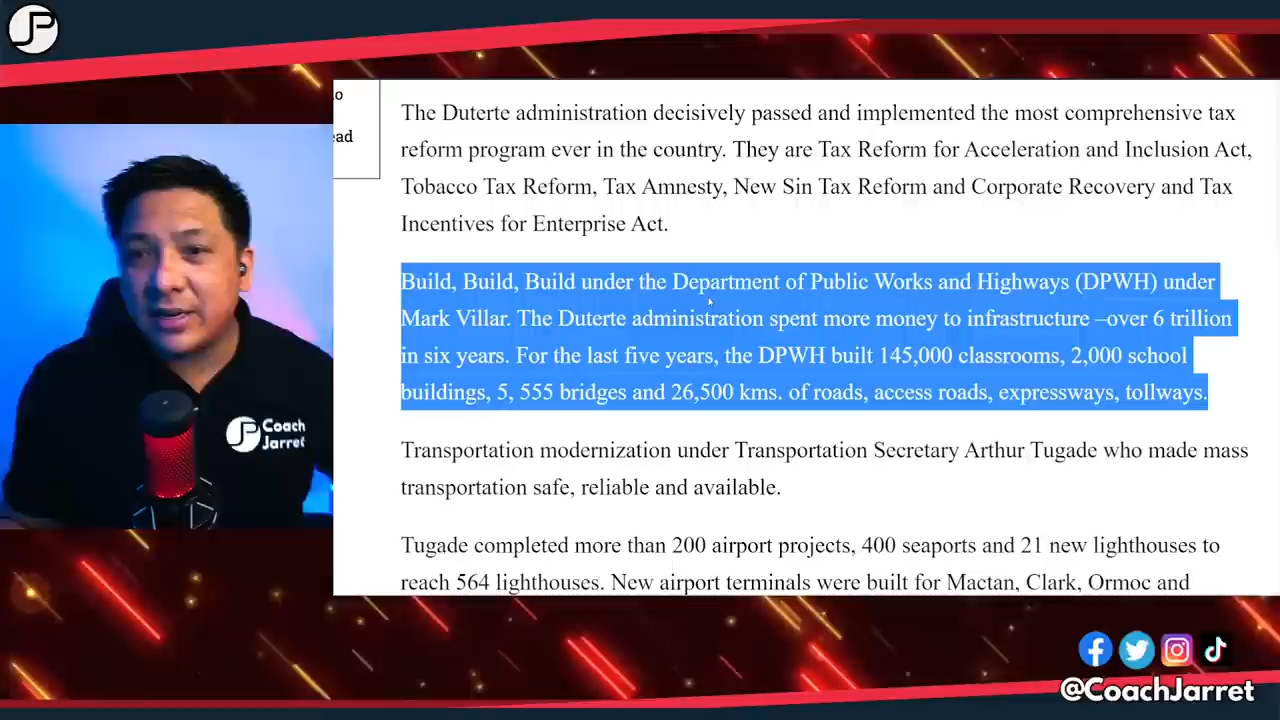 JP
o
ead
The Duterte administration decisively passed and implemented the most comprehensive tax
reform program ever in the country. They are Tax Reform for Acceleration and Inclusion Act,
Tobacco Tax Reform, Tax Amnesty, New Sin Tax Reform and Corporate Recovery and Tax
Incentives for Enterprise Act.
Build, Build, Build under the Department of Public Works and Highways (DPWH) under
Mark Villar. The Duterte administration spent more money to infrastructure –over 6 trillion
in six years. For the last five years, the DPWH built 145,000 classrooms, 2,000 school
buildings, 5, 555 bridges and 26,500 kms. of roads, access roads, expressways, tollways.
Transportation modernization under Transportation Secretary Arthur Tugade who made mass
transportation safe, reliable and available.
Tugade completed more than 200 airport projects, 400 seaports and 21 new lighthouses to
reach 564 lighthouses. New airport terminals were built for Mactan, Clark, Ormoc and
JP Coach
Jarret
@CoachJarret